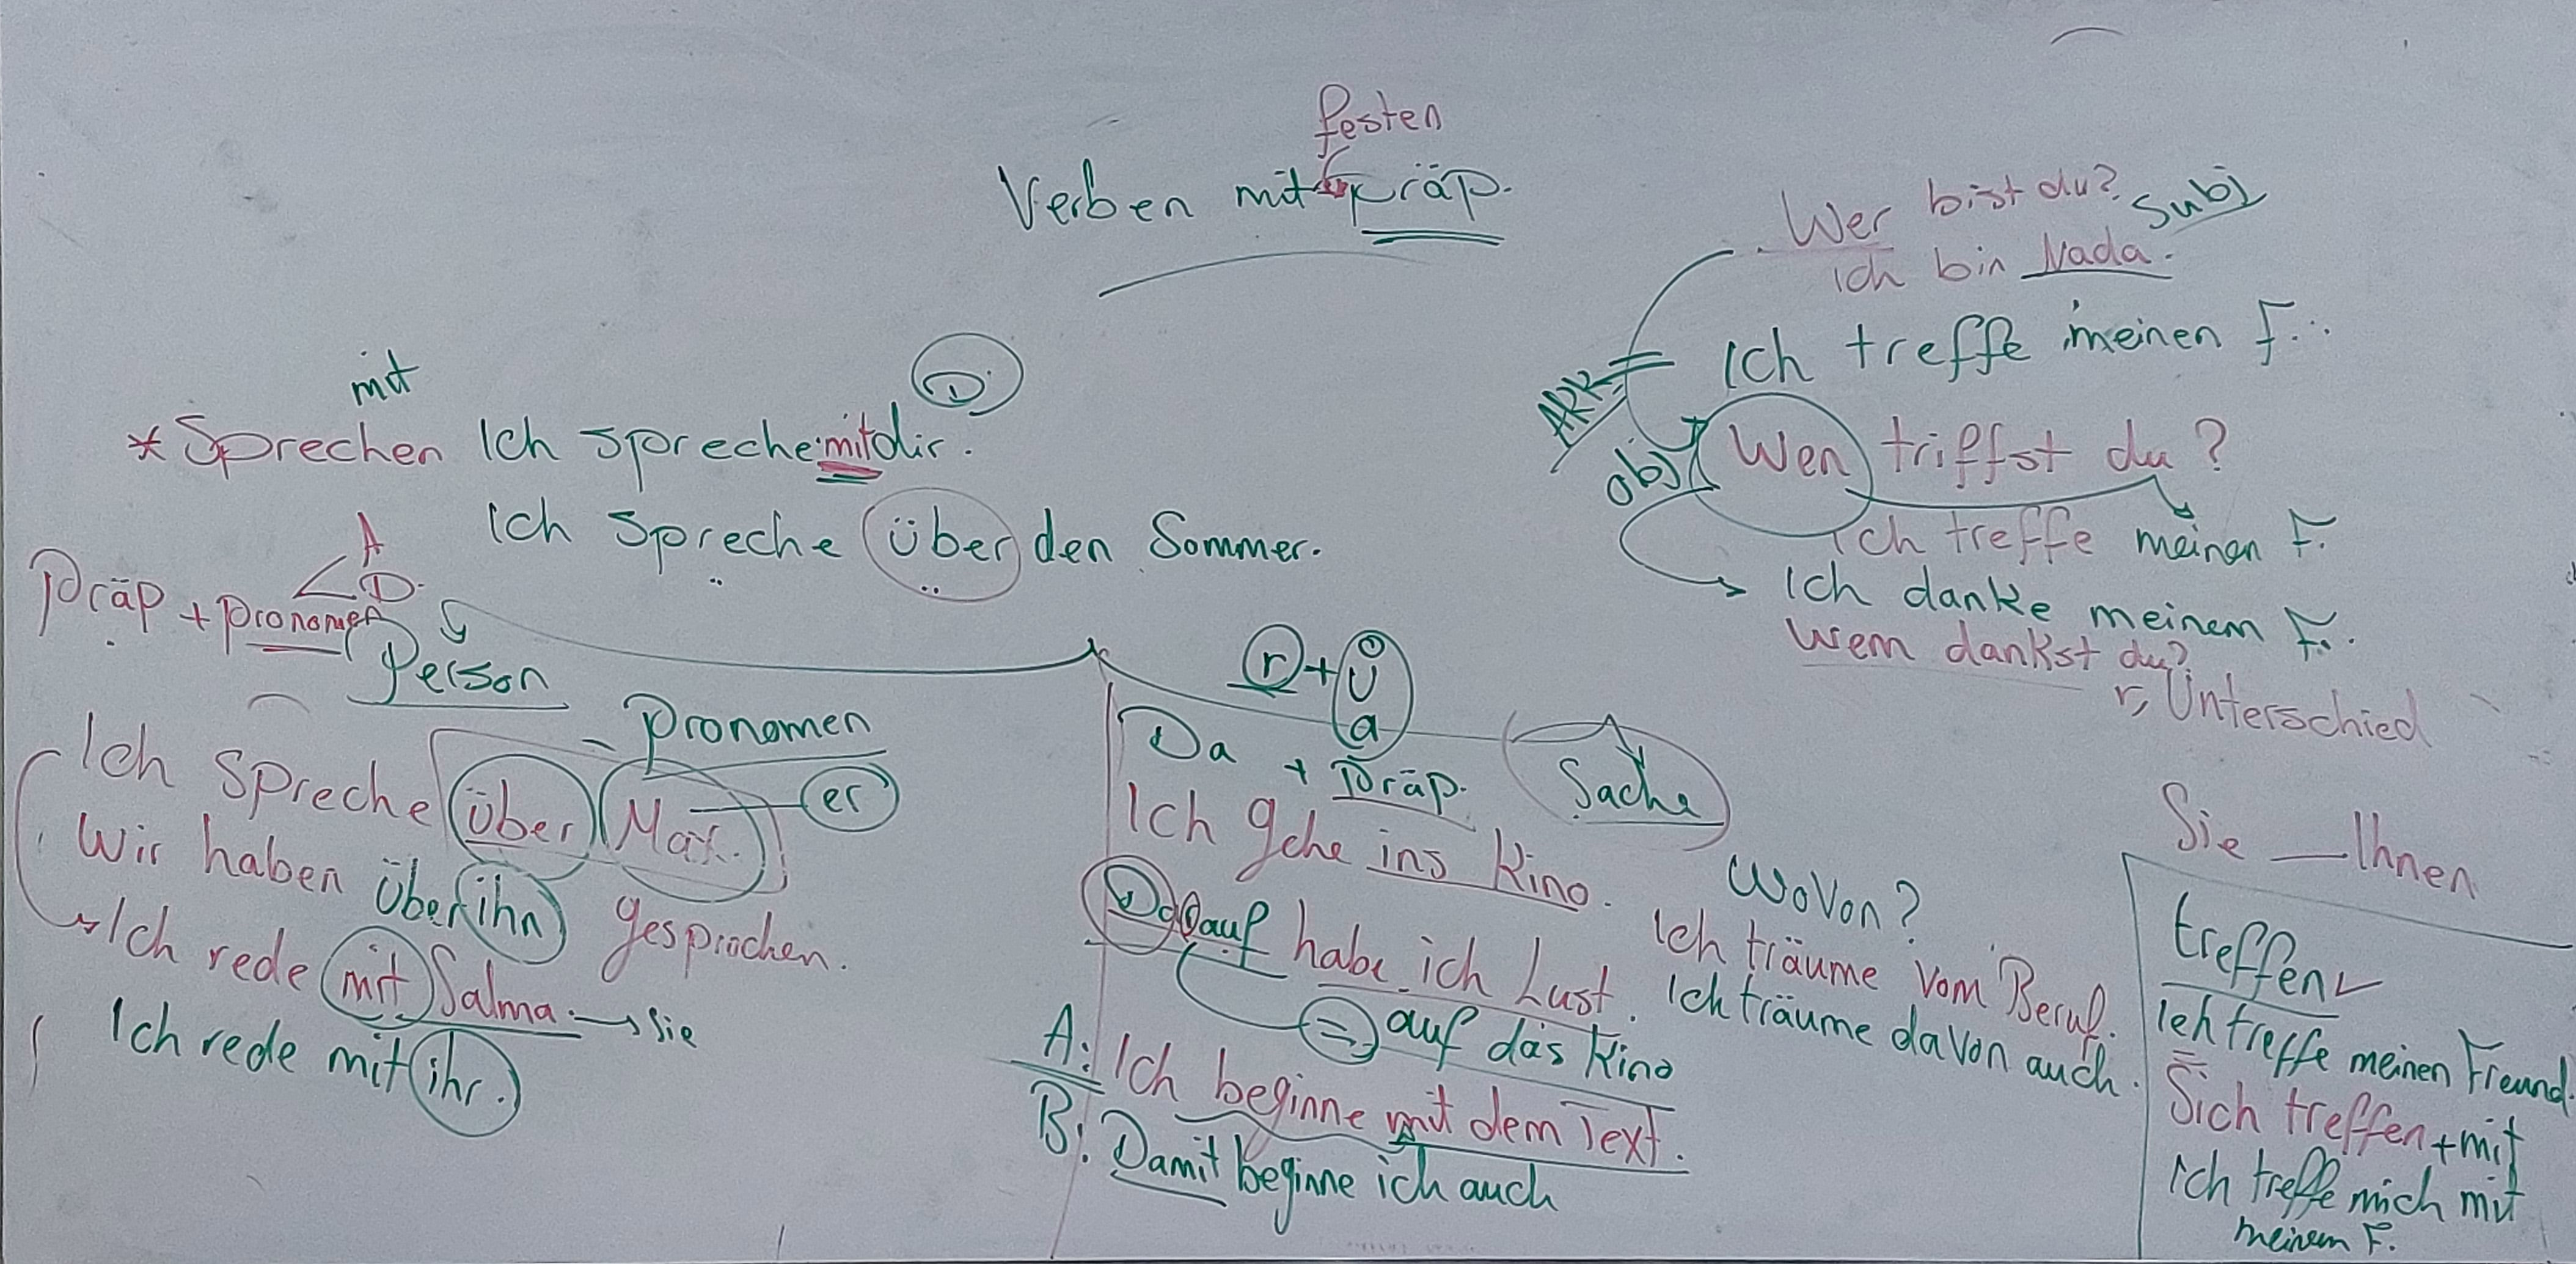 festen
Verben mit präp.
Wer bist du? Subj
ich bin Nada.
Ich treffe meinen F..
AKK
obj
Wen triffst du?
ich treffe meinen F.
Ich danke meinem F.
Wem dankst du?
r, Unterschied
mit
D.
* Sprechen Ich spreche mit dir.
Ich spreche über den Sommer.
A
D.
Präp + pronomen
Person
Pronomen
Ich spreche über Max. er
Wir haben über ihn gesprochen.
Ich rede mit Salma. → Sie
Ich rede mit ihr.
r + ü
a
Da + Präp.
Sache
Ich gehe ins Kino.
Darauf habe ich Lust.
= auf das Kino
A: Ich beginne mit dem Text.
B: Damit beginne ich auch
Wovon?
Ich träume vom Beruf.
Ich träume davon auch.
Sie — Ihnen
treffen
Ich treffe meinen Freund.
Sich treffen + mit
ich treffe mich mit
meinem F.